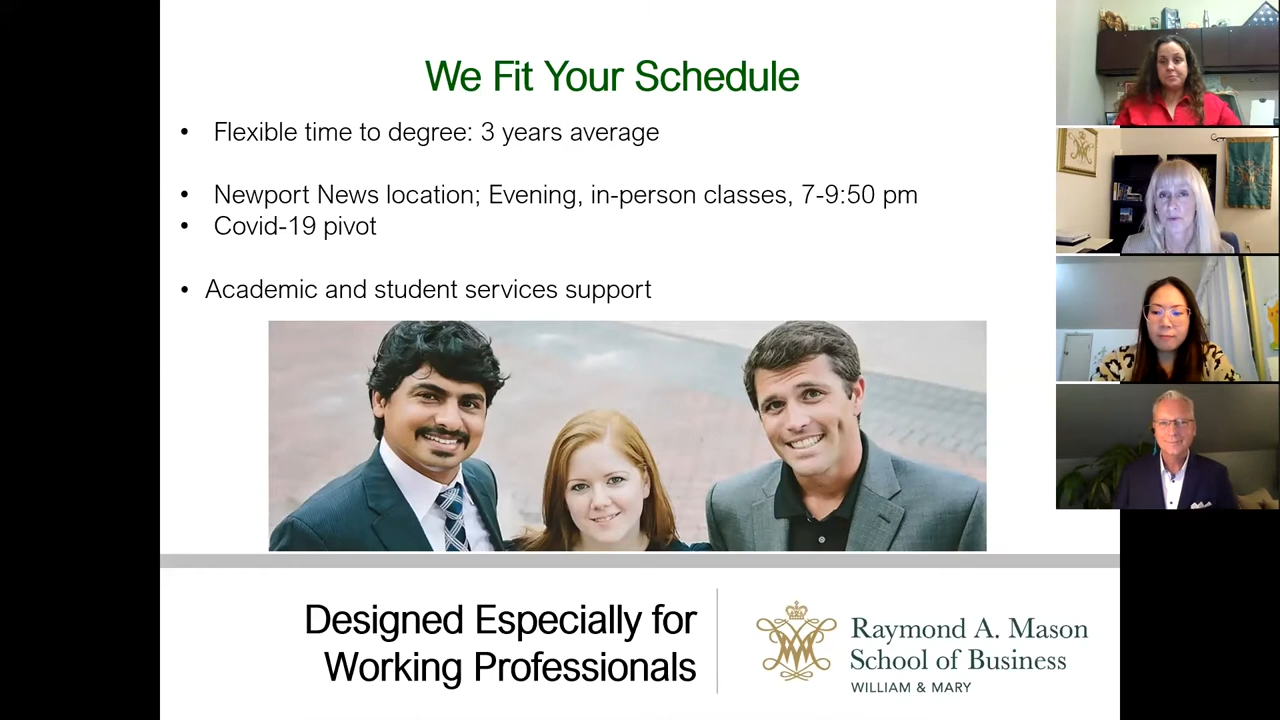 We Fit Your Schedule
• Flexible time to degree: 3 years average
• Newport News location; Evening, in-person classes, 7-9:50 pm
• Covid-19 pivot
• Academic and student services support
Designed Especially for
Working Professionals
Raymond A. Mason
School of Business
WILLIAM & MARY